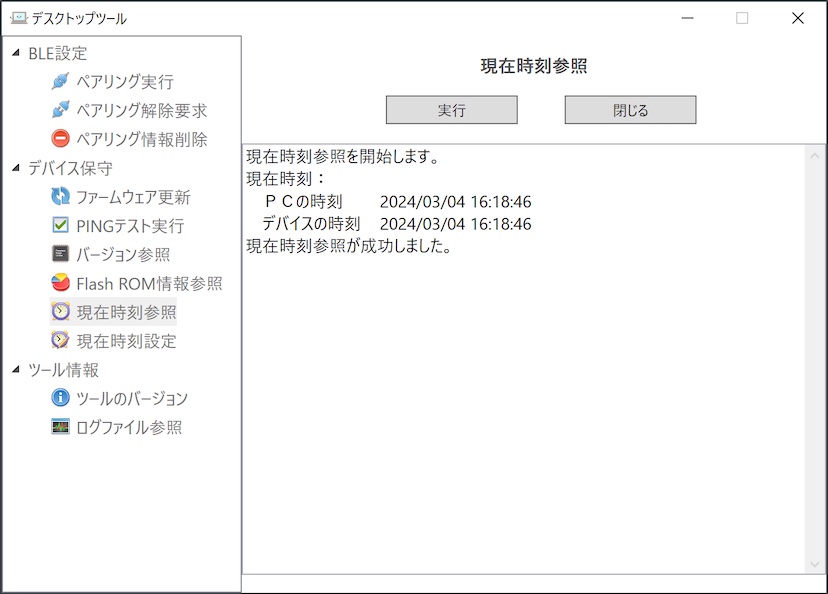 デスクトップツール
BLE設定
ペアリング実行
ペアリング解除要求
ペアリング情報削除
デバイス保守
ファームウェア更新
PINGテスト実行
バージョン参照
Flash ROM情報参照
現在時刻参照
現在時刻設定
ツール情報
ツールのバージョン
ログファイル参照
現在時刻参照
実行
閉じる
現在時刻参照を開始します。
現在時刻：
ＰＣの時刻 2024/03/04 16:18:46
デバイスの時刻 2024/03/04 16:18:46
現在時刻参照が成功しました。